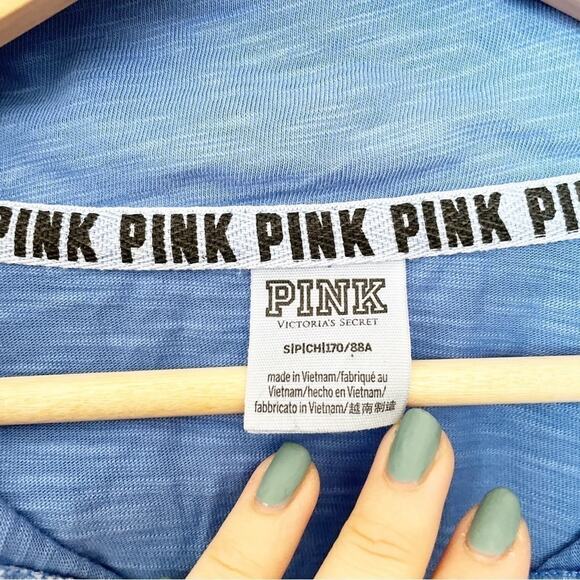 PINK PINK PINK PINK PI
PINK
VICTORIA'S SECRET
S|P|CH|170/88A
made in Vietnam/fabriqué au
Vietnam/hecho en Vietnam/
fabbricato in Vietnam/越南制造